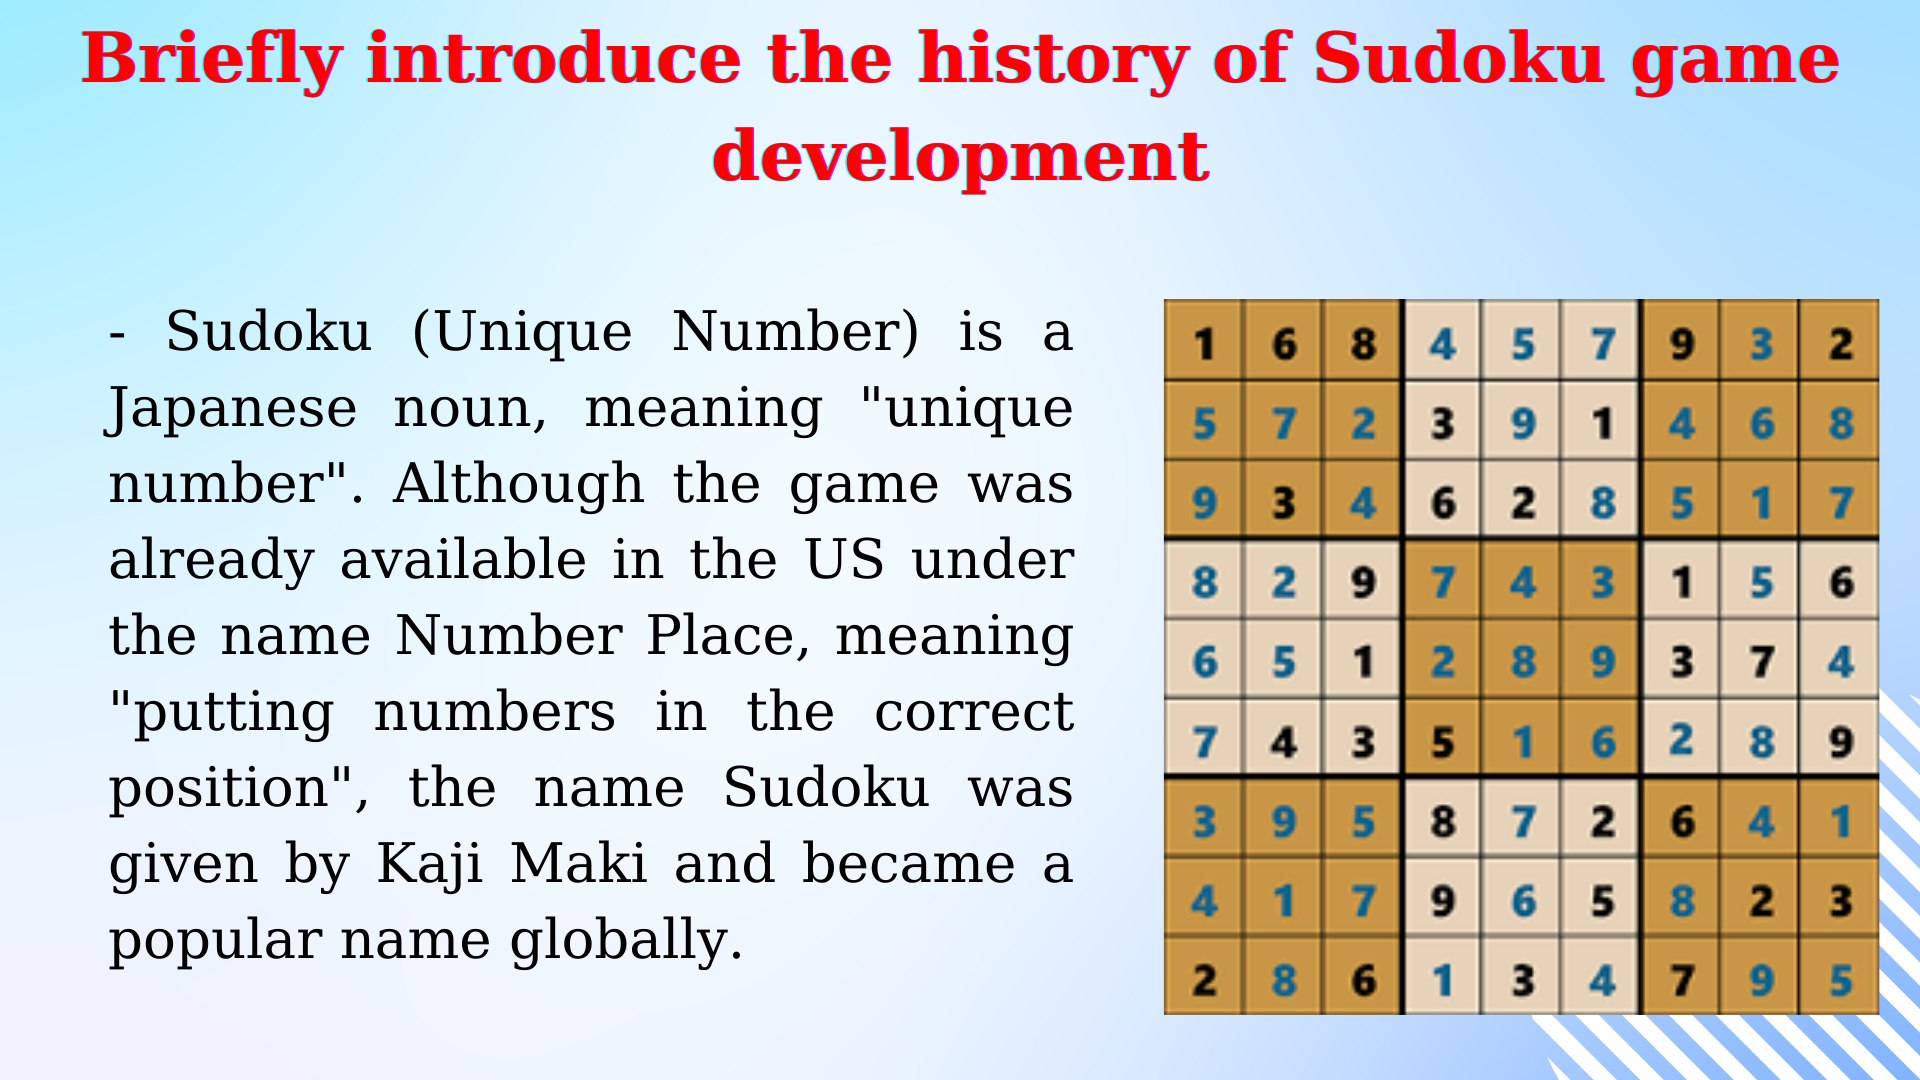 Briefly introduce the history of Sudoku game
development
- Sudoku (Unique Number) is a
Japanese noun, meaning "unique
number". Although the game was
already available in the US under
the name Number Place, meaning
"putting numbers in the correct
position", the name Sudoku was
given by Kaji Maki and became a
popular name globally.
1 6 8 4 5 7 9 3 2
5 7 2 3 9 1 4 6 8
9 3 4 6 2 8 5 1 7
8 2 9 7 4 3 1 5 6
6 5 1 2 8 9 3 7 4
7 4 3 5 1 6 2 8 9
3 9 5 8 7 2 6 4 1
4 1 7 9 6 5 8 2 3
2 8 6 1 3 4 7 9 5